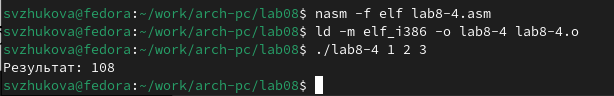 svzhukova@fedora:~/work/arch-pc/lab08$ nasm -f elf lab8-4.asm
svzhukova@fedora:~/work/arch-pc/lab08$ ld -m elf_i386 -o lab8-4 lab8-4.o
svzhukova@fedora:~/work/arch-pc/lab08$ ./lab8-4 1 2 3
Результат: 108
svzhukova@fedora:~/work/arch-pc/lab08$